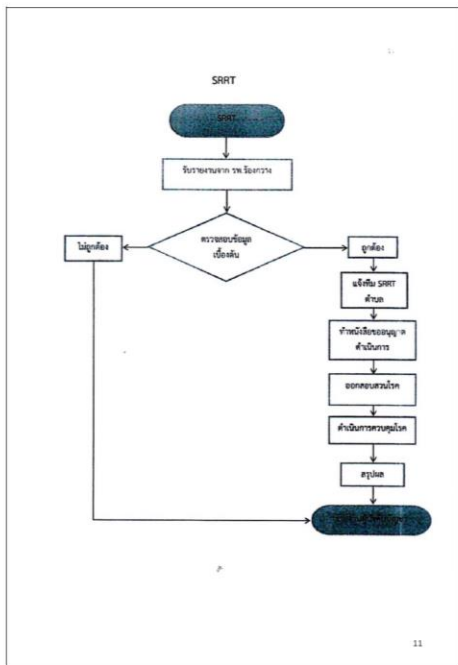 SRRT
SRRT
รับรายงานจาก รพ.ร้องกวาง
ตรวจสอบข้อมูล
เบื้องต้น
ไม่ถูกต้อง
ถูกต้อง
แจ้งทีม SRRT
ตำบล
ทำหนังสือขออนุญาต
ดำเนินการ
ออกสอบสวนโรค
ดำเนินการควบคุมโรค
สรุปผล
11